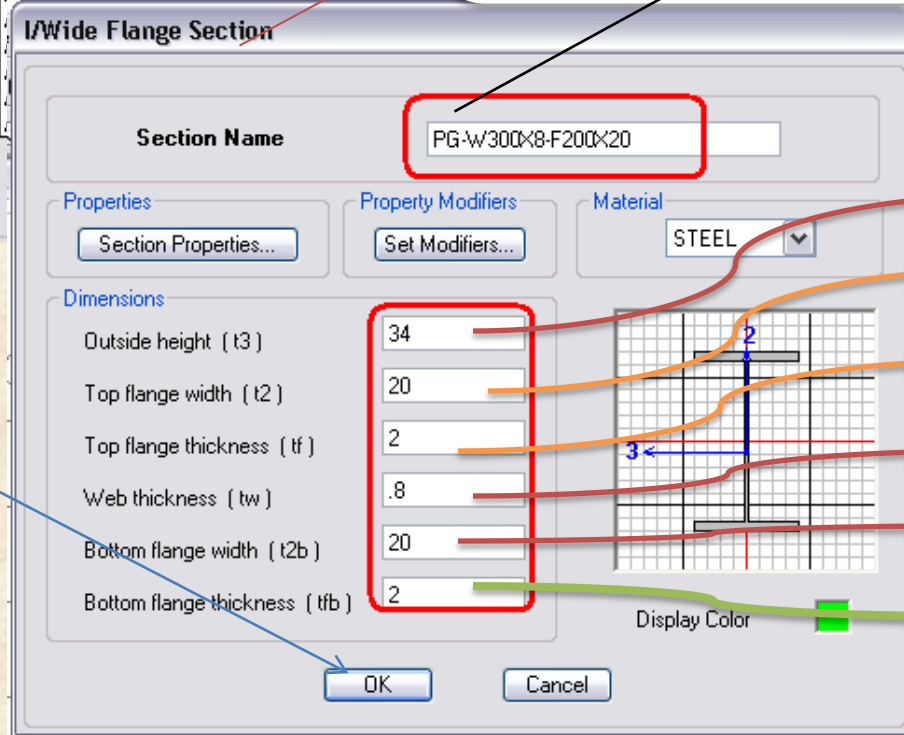 I/Wide Flange Section
Section Name
PG-W300X8-F200X20
Properties
Property Modifiers
Material
Section Properties...
Set Modifiers...
STEEL
Dimensions
Outside height ( t3 )
34
Top flange width ( t2 )
20
Top flange thickness ( tf )
2
Web thickness ( tw )
.8
Bottom flange width ( t2b )
20
Bottom flange thickness ( tfb )
2
2
3
Display Color
OK
Cancel